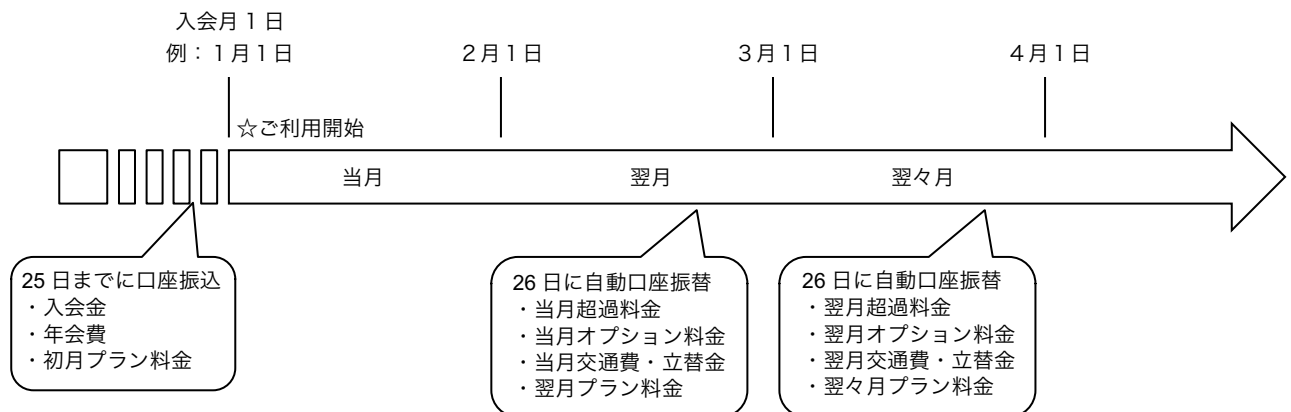 入会月1日
例：1月1日
2月1日
3月1日
4月1日
☆ご利用開始
当月
翌月
翌々月
25日までに口座振込
・入会金
・年会費
・初月プラン料金
26日に自動口座振替
・当月超過料金
・当月オプション料金
・当月交通費・立替金
・翌月プラン料金
26日に自動口座振替
・翌月超過料金
・翌月オプション料金
・翌月交通費・立替金
・翌々月プラン料金